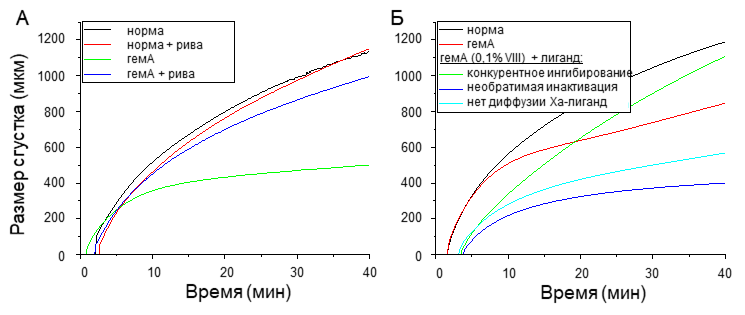 А
Размер сгустка (мкм)
1200
1000
800
600
400
200
0
норма
норма + рива
гемА
гемА + рива
0
10
20
30
40
Время (мин)
Б
1200
1000
800
600
400
200
0
норма
гемА
гемА (0,1% VIII) + лиганд:
конкурентное ингибирование
необратимая инактивация
нет диффузии Ха-лиганд
0
10
20
30
40
Время (мин)